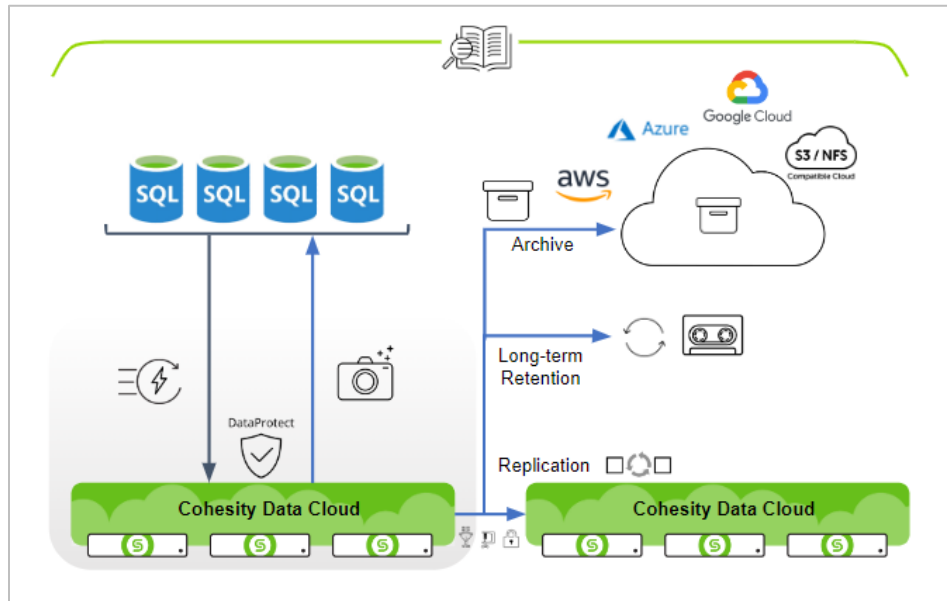 Google Cloud
Azure
S3 / NFS
Compatible Cloud
aws
SQL SQL SQL SQL
Archive
Long-term
Retention
DataProtect
Replication
Cohesity Data Cloud
Cohesity Data Cloud